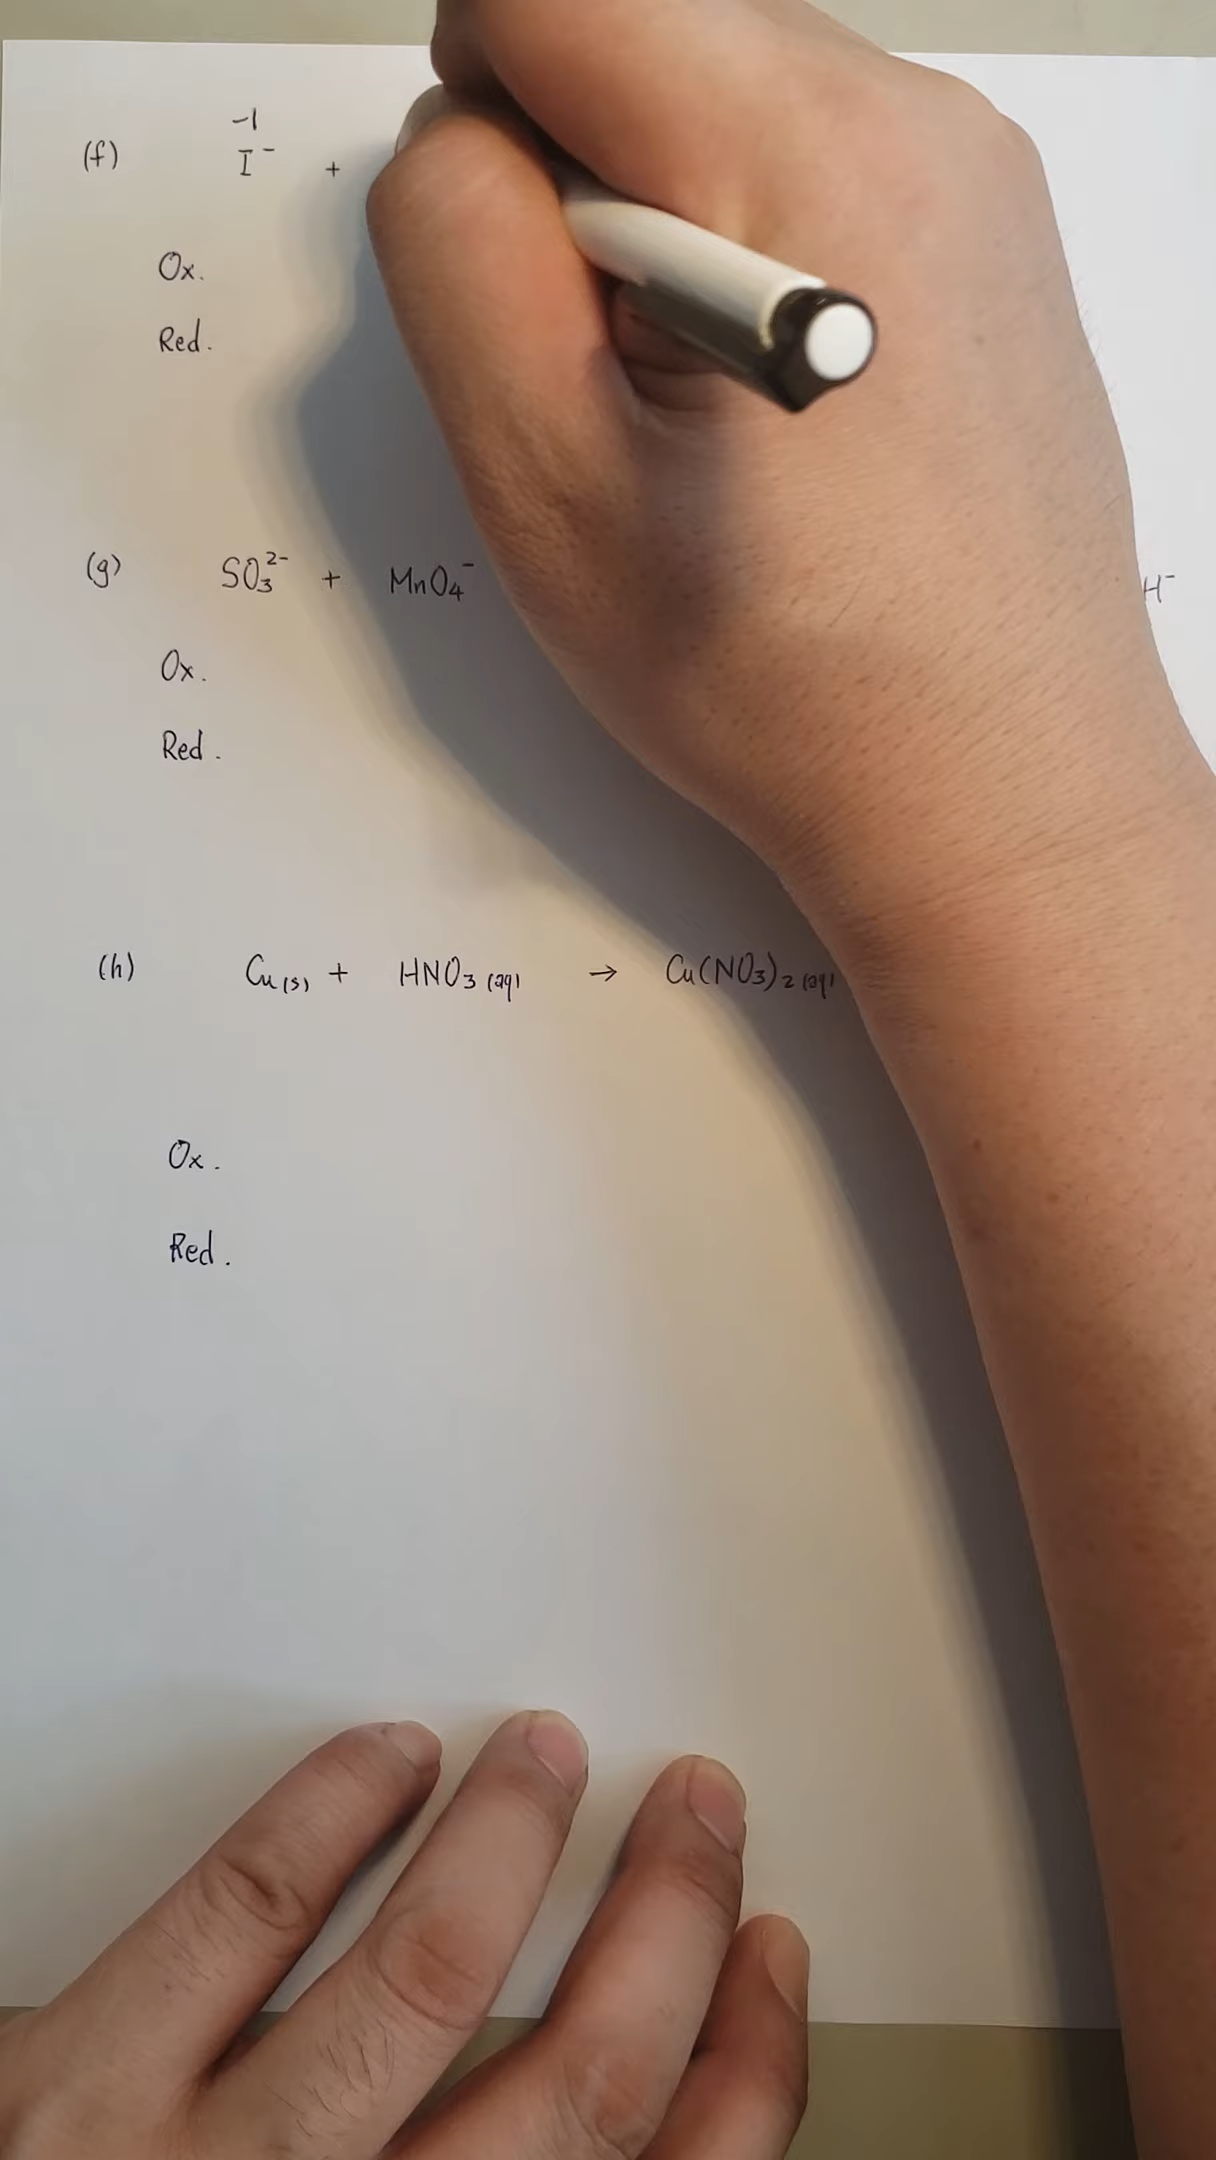 -1
(f) I⁻ +
Ox.
Red.
(g) SO₃²⁻ + MnO₄⁻ H⁻
Ox.
Red.
(h) Cu(s) + HNO₃(aq) → Cu(NO₃)₂(aq)
Ox.
Red.